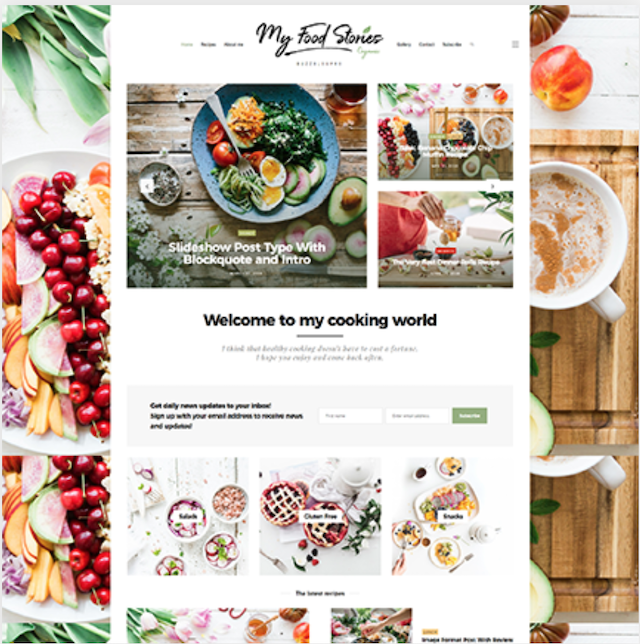 Home Recipes About me
My Food Stories
Organic
Gallery Contact Subscribe
Slideshow Post Type With
Blockquote and Intro
The Very Best Dinner Rolls Recipe
Welcome to my cooking world
I think that healthy cooking doesn't have to cost a fortune.
I hope you enjoy and come back often.
Get daily news updates to your inbox!
Sign up with your email address to receive news
and updates!
First name
Enter email address
Subscribe
Salads
Gluten Free
Snacks
The latest recipes
Image Format Post With Review